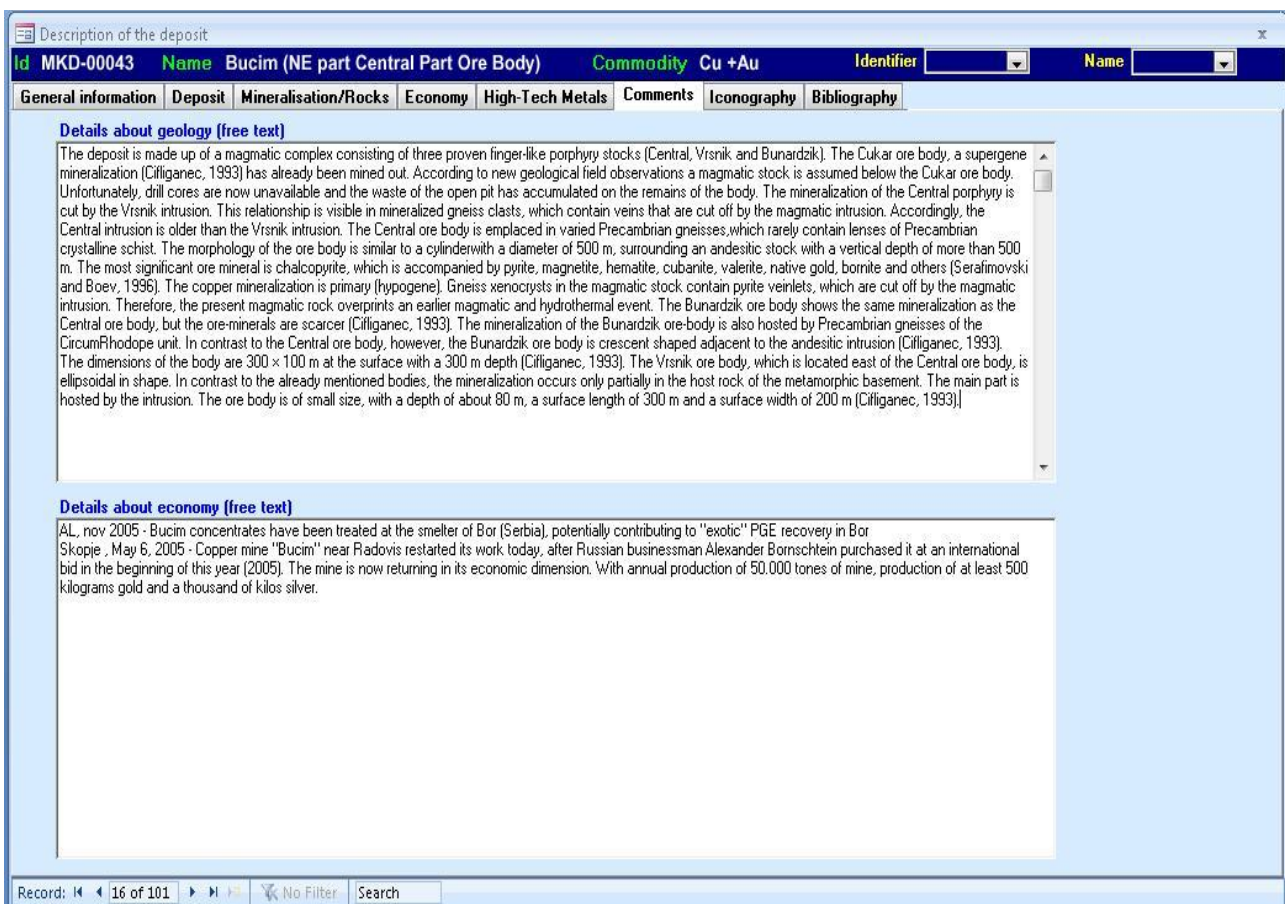 Description of the deposit x
Id MKD-00043 Name Bucim (NE part Central Part Ore Body) Commodity Cu +Au Identifier Name
General information Deposit Mineralisation/Rocks Economy High-Tech Metals Comments Iconography Bibliography
Details about geology (free text)
The deposit is made up of a magmatic complex consisting of three proven finger-like porphyry stocks (Central, Vrsnik and Bunardzik). The Cukar ore body, a supergene
mineralization (Cifliganec, 1993) has already been mined out. According to new geological field observations a magmatic stock is assumed below the Cukar ore body.
Unfortunately, drill cores are now unavailable and the waste of the open pit has accumulated on the remains of the body. The mineralization of the Central porphyry is
cut by the Vrsnik intrusion. This relationship is visible in mineralized gneiss clasts, which contain veins that are cut off by the magmatic intrusion. Accordingly, the
Central intrusion is older than the Vrsnik intrusion. The Central ore body is emplaced in varied Precambrian gneisses,which rarely contain lenses of Precambrian
crystalline schist. The morphology of the ore body is similar to a cylinderwith a diameter of 500 m, surrounding an andesitic stock with a vertical depth of more than 500
m. The most significant ore mineral is chalcopyrite, which is accompanied by pyrite, magnetite, hematite, cubanite, valerite, native gold, bornite and others (Serafimovski
and Boev, 1996). The copper mineralization is primary (hypogene). Gneiss xenocrysts in the magmatic stock contain pyrite veinlets, which are cut off by the magmatic
intrusion. Therefore, the present magmatic rock overprints an earlier magmatic and hydrothermal event. The Bunardzik ore body shows the same mineralization as the
Central ore body, but the ore-minerals are scarcer (Cifliganec, 1993). The mineralization of the Bunardzik ore-body is also hosted by Precambrian gneisses of the
CircumRhodope unit. In contrast to the Central ore body, however, the Bunardzik ore body is crescent shaped adjacent to the andesitic intrusion (Cifliganec, 1993).
The dimensions of the body are 300 × 100 m at the surface with a 300 m depth (Cifliganec, 1993). The Vrsnik ore body, which is located east of the Central ore body, is
ellipsoidal in shape. In contrast to the already mentioned bodies, the mineralization occurs only partially in the host rock of the metamorphic basement. The main part is
hosted by the intrusion. The ore body is of small size, with a depth of about 80 m, a surface length of 300 m and a surface width of 200 m (Cifliganec, 1993).
Details about economy (free text)
AL, nov 2005 - Bucim concentrates have been treated at the smelter of Bor (Serbia), potentially contributing to "exotic" PGE recovery in Bor
Skopje , May 6, 2005 - Copper mine "Bucim" near Radovis restarted its work today, after Russian businessman Alexander Bornschtein purchased it at an international
bid in the beginning of this year (2005). The mine is now returning in its economic dimension. With annual production of 50.000 tones of mine, production of at least 500
kilograms gold and a thousand of kilos silver.
Record: 16 of 101 No Filter Search